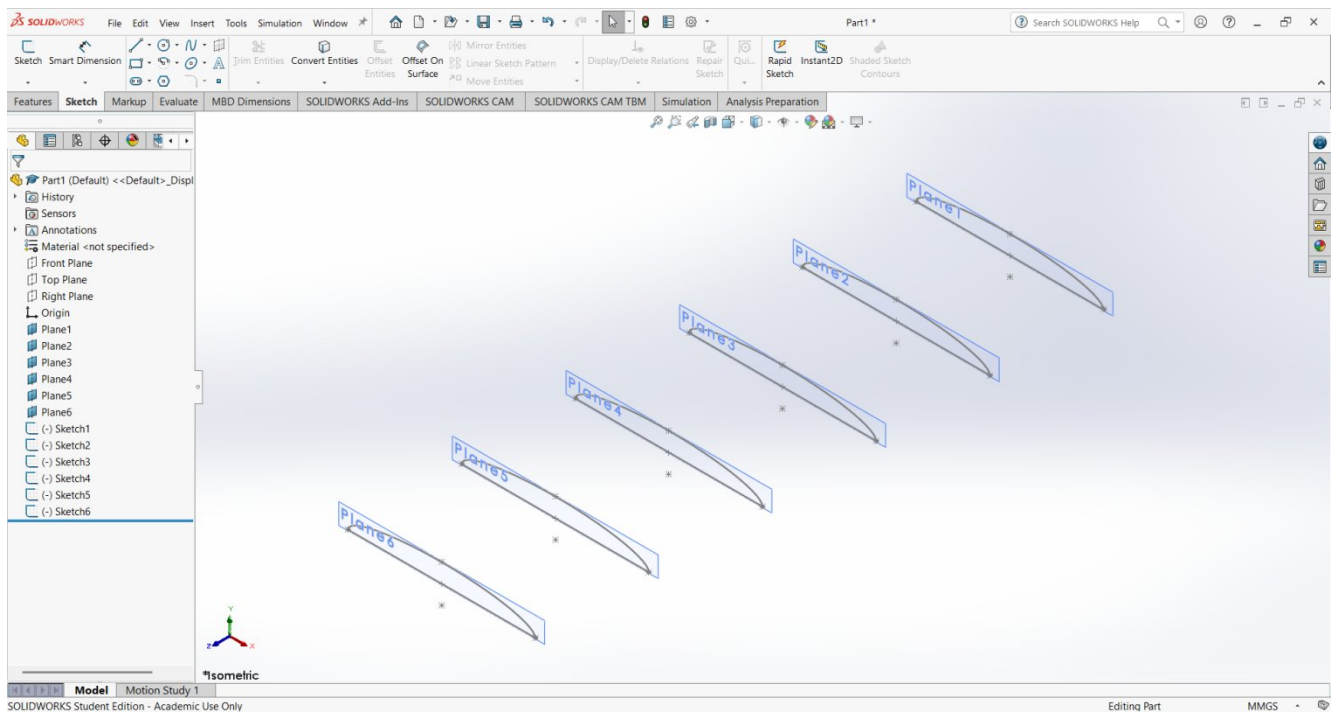 SOLIDWORKS File Edit View Insert Tools Simulation Window Part1 * Search SOLIDWORKS Help
Sketch Smart Dimension Trim Entities Convert Entities Offset Entities Offset On Surface Mirror Entities Linear Sketch Pattern Move Entities Display/Delete Relations Repair Sketch Qui... Rapid Sketch Instant2D Shaded Sketch Contours
Features Sketch Markup Evaluate MBD Dimensions SOLIDWORKS Add-Ins SOLIDWORKS CAM SOLIDWORKS CAM TBM Simulation Analysis Preparation
Part1 (Default) <<Default>_Displ
History
Sensors
Annotations
Material <not specified>
Front Plane
Top Plane
Right Plane
Origin
Plane1
Plane2
Plane3
Plane4
Plane5
Plane6
(-) Sketch1
(-) Sketch2
(-) Sketch3
(-) Sketch4
(-) Sketch5
(-) Sketch6
Plane1
Plane2
Plane3
Plane4
Plane5
Plane6
Y
Z X
*Isometric
Model Motion Study 1
SOLIDWORKS Student Edition - Academic Use Only Editing Part MMGS